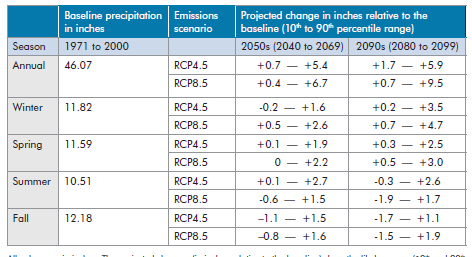 Baseline precipitation in inches Emissions scenario Projected change in inches relative to the baseline (10th to 90th percentile range)
Season 1971 to 2000 2050s (2040 to 2069) 2090s (2080 to 2099)
Annual 46.07 RCP4.5 +0.7 — +5.4 +1.7 — +5.9
RCP8.5 +0.4 — +6.7 +0.7 — +9.5
Winter 11.82 RCP4.5 -0.2 — +1.6 +0.2 — +3.5
RCP8.5 +0.5 — +2.6 +0.7 — +4.7
Spring 11.59 RCP4.5 +0.1 — +1.9 +0.3 — +2.5
RCP8.5 0 — +2.2 +0.5 — +3.0
Summer 10.51 RCP4.5 +0.1 — +2.7 -0.3 — +2.6
RCP8.5 -0.6 — +1.5 -1.9 — +1.7
Fall 12.18 RCP4.5 -1.1 — +1.5 -1.7 — +1.1
RCP8.5 -0.8 — +1.6 -1.5 — +1.9